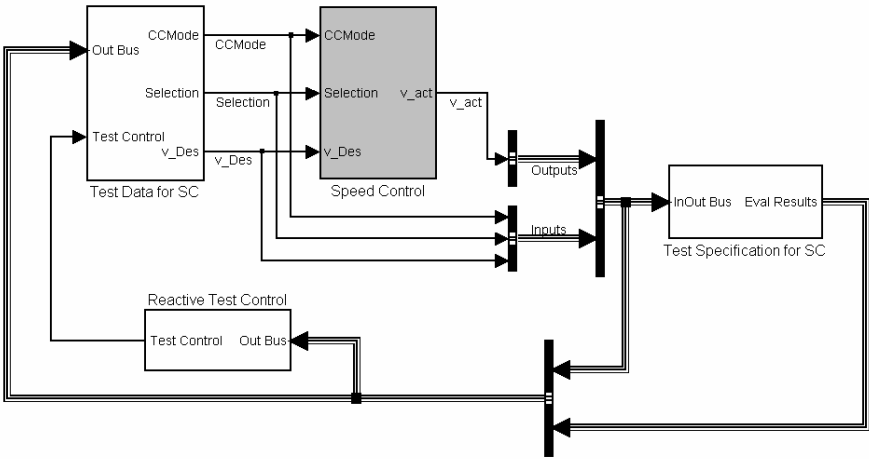 Out Bus
Test Control
CCMode
Selection
v_Des
Test Data for SC
CCMode
Selection
v_Des
CCMode
Selection
v_Des
v_act
Speed Control
v_act
Outputs
Inputs
InOut Bus
Eval Results
Test Specification for SC
Reactive Test Control
Test Control
Out Bus